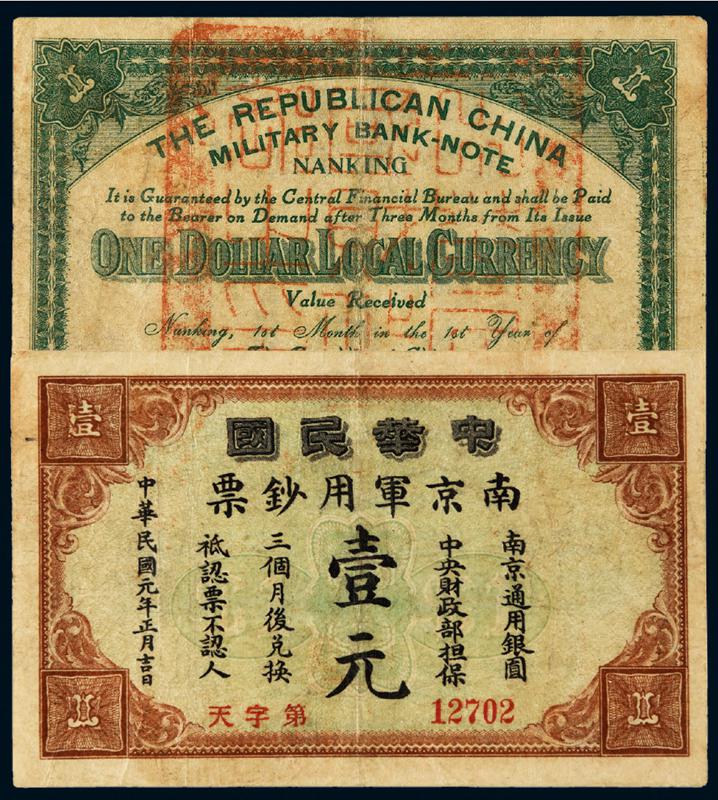 THE REPUBLICAN CHINA
MILITARY BANK-NOTE
NANKING
It is Guaranteed by the Central Financial Bureau and shall be Paid
to the Bearer on Demand after Three Months from Its Issue
ONE DOLLAR LOCAL CURRENCY
Value Received
Nanking, 1st Month in the 1st Year of
壹
壹
中華民國
南京軍用鈔票
南京通用銀圓
中央財政部担保
壹元
三個月後兑換
祗認票不認人
中華民國元年正月吉日
天字第
12702